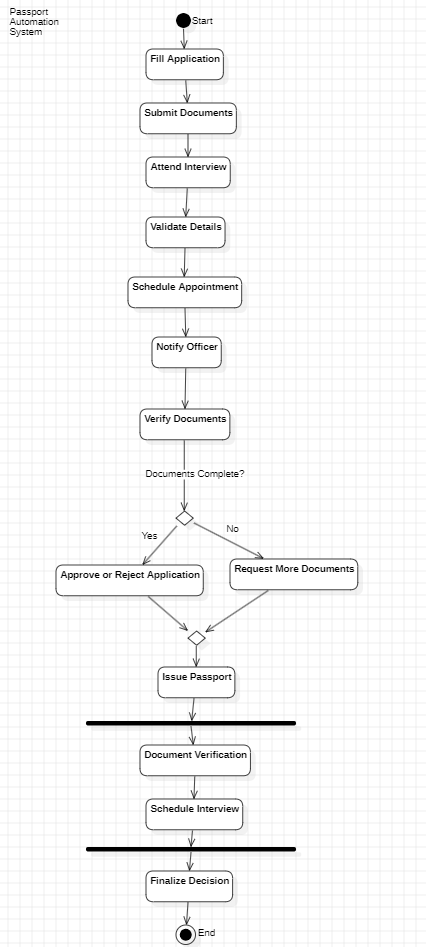 Passport
Automation
System
Start
Fill Application
Submit Documents
Attend Interview
Validate Details
Schedule Appointment
Notify Officer
Verify Documents
Documents Complete?
Yes
No
Approve or Reject Application
Request More Documents
Issue Passport
Document Verification
Schedule Interview
Finalize Decision
End